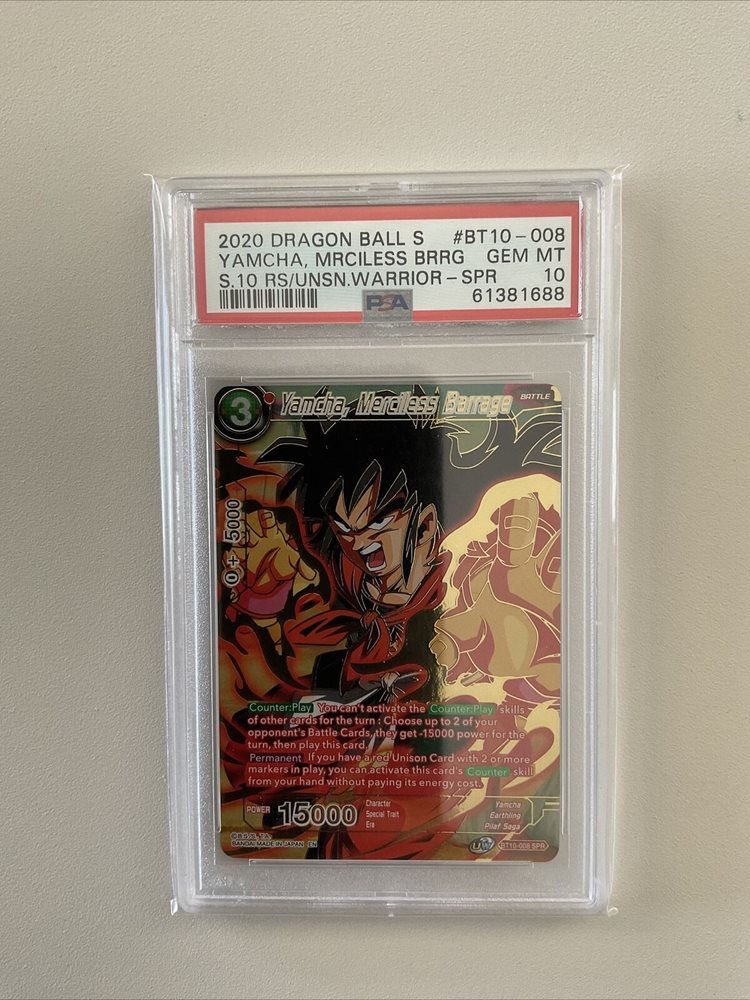 2020 DRAGON BALL S #BT10-008
YAMCHA, MRCILESS BRRG GEM MT
S.10 RS/UNSN.WARRIOR-SPR 10
61381688
PSA
3
Yamcha, Merciless Barrage
BATTLE
0+ 5000
Counter:Play You can't activate the Counter:Play skills
of other cards for the turn : Choose up to 2 of your
opponent's Battle Cards, they get -15000 power for the
turn, then play this card.
Permanent If you have a red Unison Card with 2 or more
markers in play, you can activate this card's Counter skill
from your hand without paying its energy cost.
POWER 15000
Character Yamcha
Special Trait Earthling
Era Pilaf Saga
©B.S./S., T.A.
BANDAI MADE IN JAPAN EN
UW BT10-008 SPR